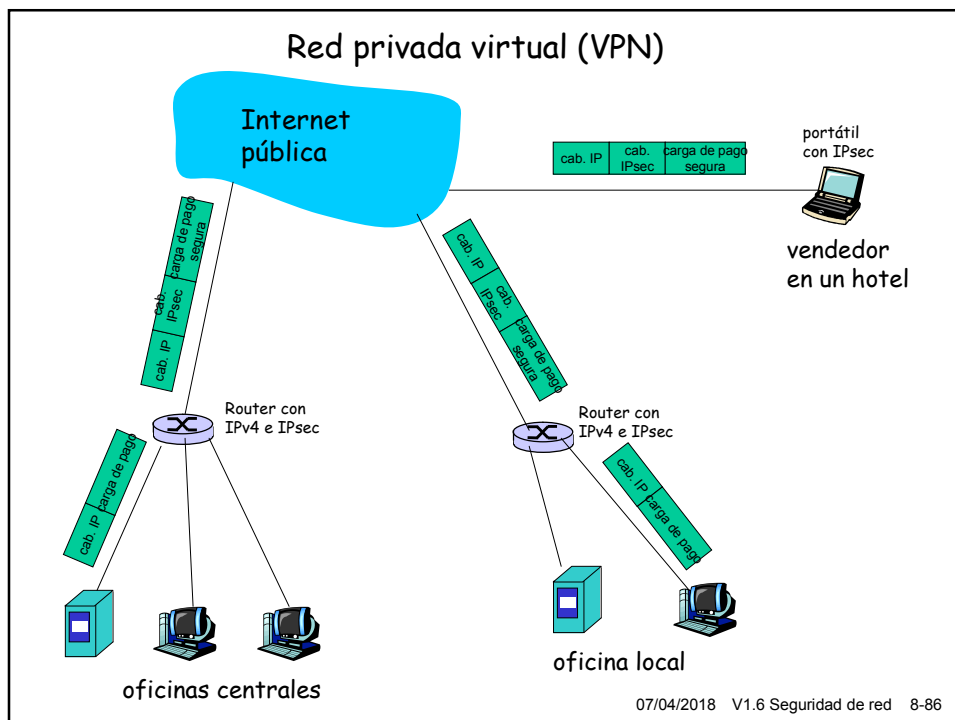 Red privada virtual (VPN)
Internet
pública
portátil
con IPsec
cab. IP
cab.
IPsec
carga de pago
segura
vendedor
en un hotel
carga de pago
segura
cab.
IPsec
cab. IP
cab. IP
cab.
IPsec
carga de pago
segura
Router con
IPv4 e IPsec
Router con
IPv4 e IPsec
carga de pago
cab. IP
cab. IP
carga de pago
oficinas centrales
oficina local
07/04/2018 V1.6 Seguridad de red 8-86